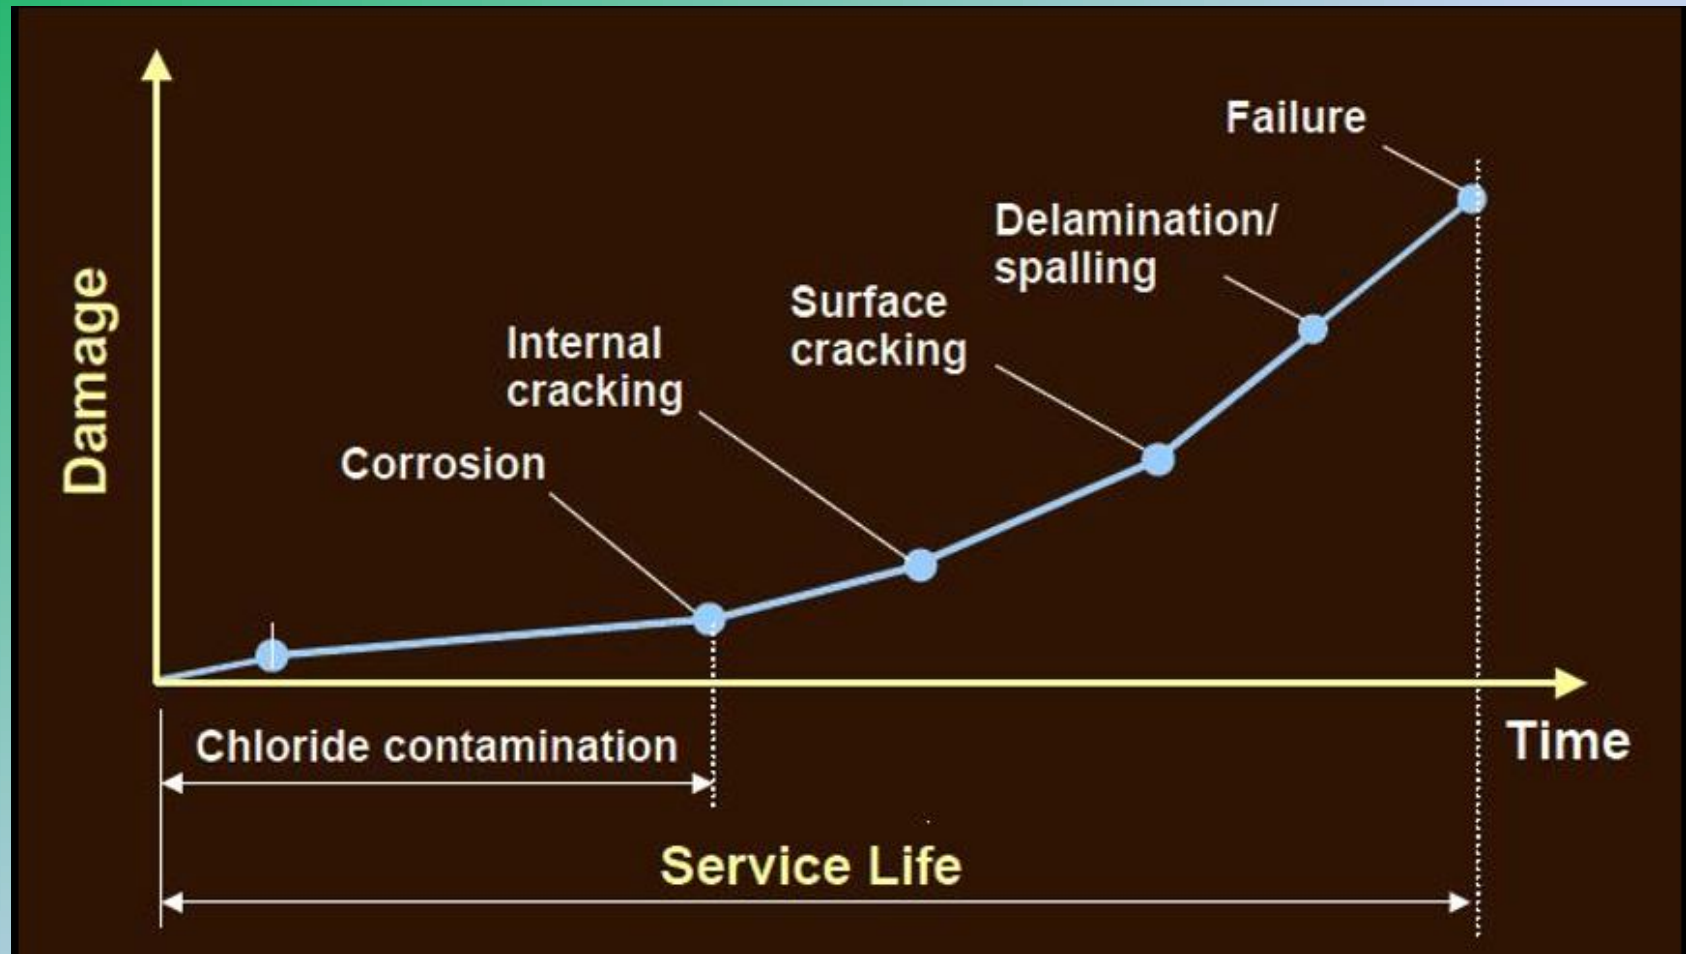 Failure
Delamination/
spalling
Surface
cracking
Internal
cracking
Corrosion
Damage
Time
Chloride contamination
Service Life